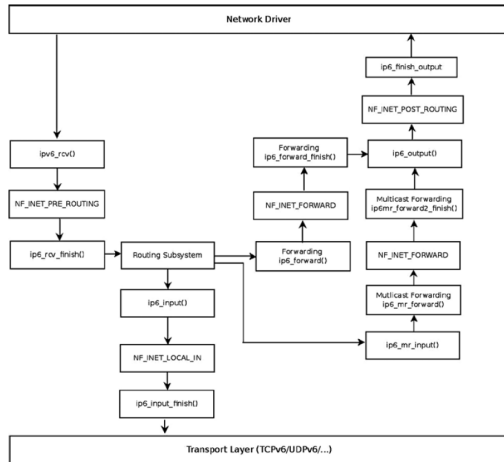 Network Driver
ip6_finish_output
NF_INET_POST_ROUTING
ipv6_rcv()
Forwarding
ip6_forward_finish()
ip6_output()
NF_INET_PRE_ROUTING
NF_INET_FORWARD
Multicast Forwarding
ip6mr_forward2_finish()
ip6_rcv_finish()
Routing Subsystem
Forwarding
ip6_forward()
NF_INET_FORWARD
ip6_input()
Mutlicast Forwarding
ip6_mr_forward()
NF_INET_LOCAL_IN
ip6_mr_input()
ip6_input_finish()
Transport Layer (TCPv6/UDPv6/...)